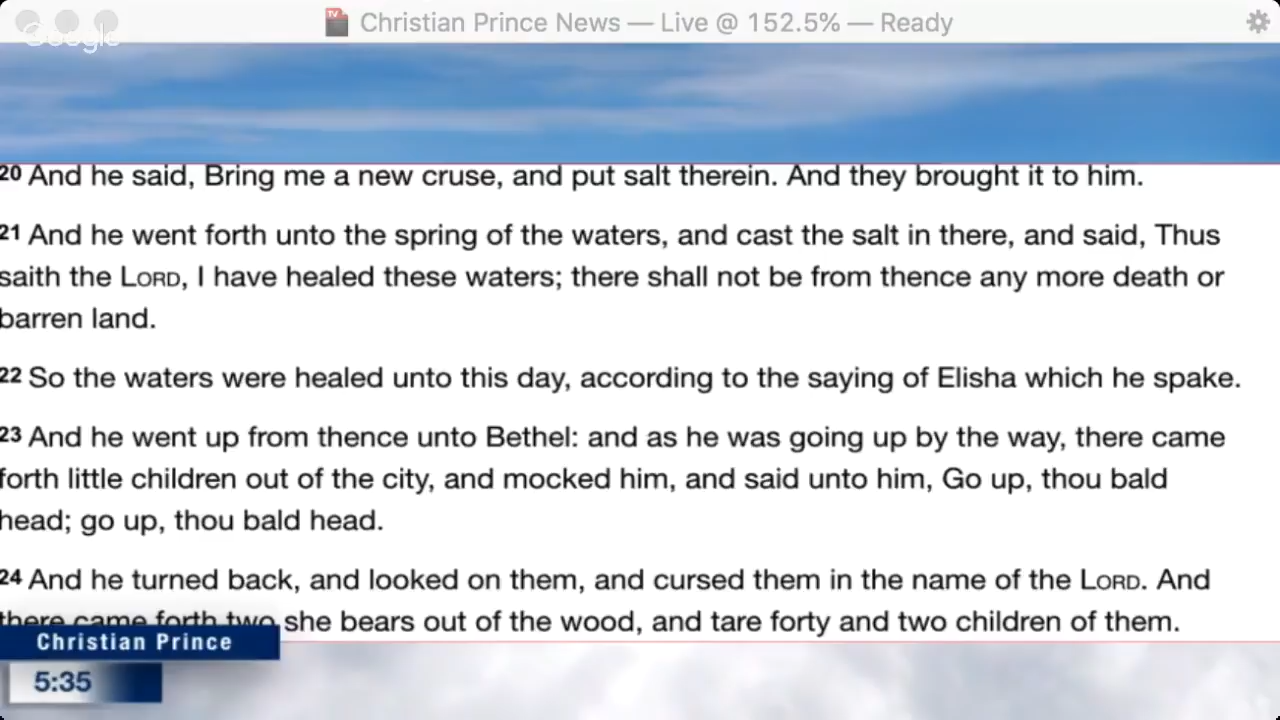 TV Christian Prince News — Live @ 152.5% — Ready
Google
20 And he said, Bring me a new cruse, and put salt therein. And they brought it to him.
21 And he went forth unto the spring of the waters, and cast the salt in there, and said, Thus
saith the LORD, I have healed these waters; there shall not be from thence any more death or
barren land.
22 So the waters were healed unto this day, according to the saying of Elisha which he spake.
23 And he went up from thence unto Bethel: and as he was going up by the way, there came
forth little children out of the city, and mocked him, and said unto him, Go up, thou bald
head; go up, thou bald head.
24 And he turned back, and looked on them, and cursed them in the name of the LORD. And
there came forth two she bears out of the wood, and tare forty and two children of them.
Christian Prince
5:35